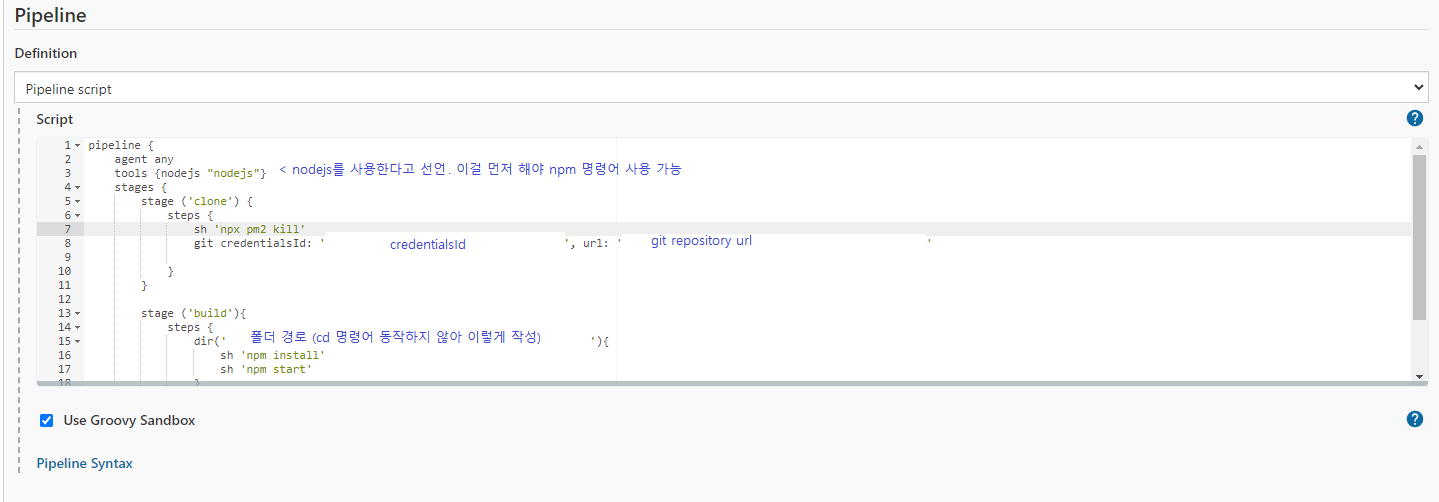 Pipeline
Definition
Pipeline script
Script
1 pipeline {
2 agent any
3 tools {nodejs "nodejs"} < nodejs를 사용한다고 선언. 이걸 먼저 해야 npm 명령어 사용 가능
4 stages {
5 stage ('clone') {
6 steps {
7 sh 'npx pm2 kill'
8 git credentialsId: ' credentialsId ', url: ' git repository url '
9
10 }
11 }
12
13 stage ('build'){
14 steps {
15 dir(' 폴더 경로 (cd 명령어 동작하지 않아 이렇게 작성) '){
16 sh 'npm install'
17 sh 'npm start'
18 }
Use Groovy Sandbox
Pipeline Syntax